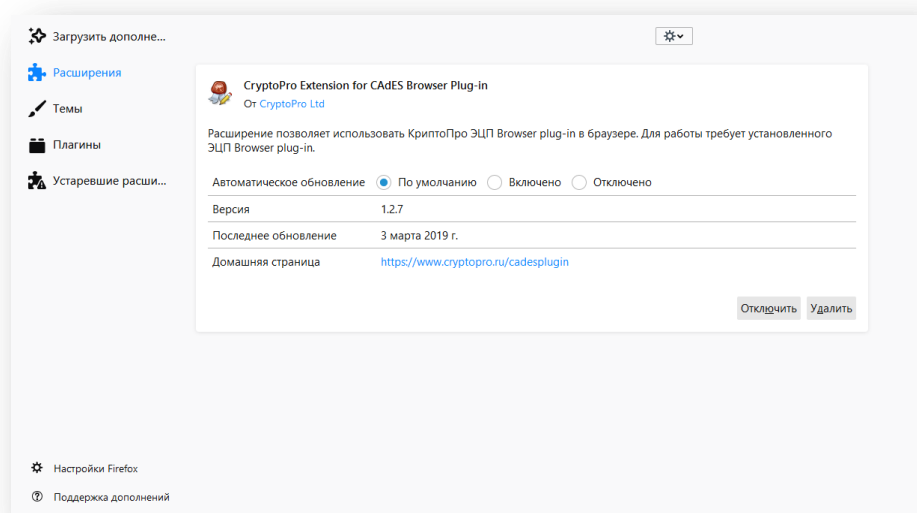 Загрузить дополне...
Расширения
Темы
Плагины
Устаревшие расши...
CryptoPro Extension for CAdES Browser Plug-in
От CryptoPro Ltd
Расширение позволяет использовать КриптоПро ЭЦП Browser plug-in в браузере. Для работы требует установленного
ЭЦП Browser plug-in.
Автоматическое обновление По умолчанию Включено Отключено
Версия 1.2.7
Последнее обновление 3 марта 2019 г.
Домашняя страница https://www.cryptopro.ru/cadesplugin
Отключить Удалить
Настройки Firefox
Поддержка дополнений